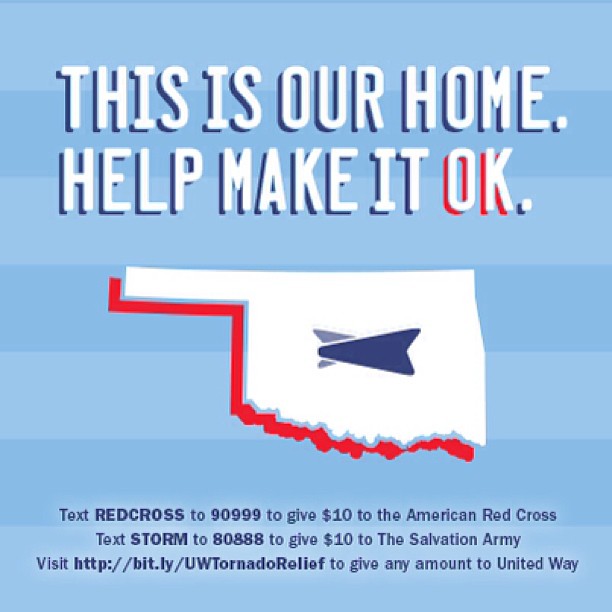 THIS IS OUR HOME.
HELP MAKE IT OK.
Text REDCROSS to 90999 to give $10 to the American Red Cross
Text STORM to 80888 to give $10 to The Salvation Army
Visit http://bit.ly/UWTornadoRelief to give any amount to United Way